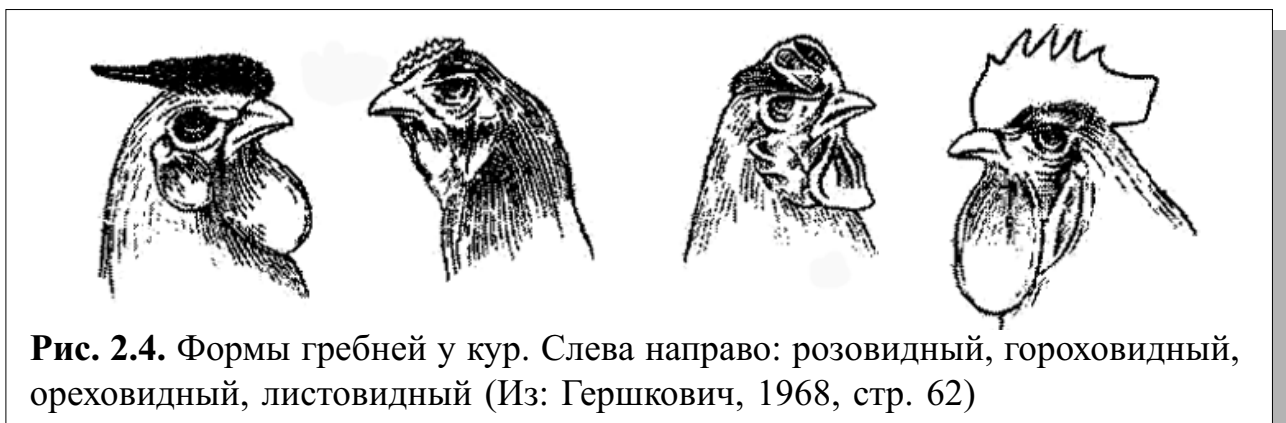 Рис. 2.4. Формы гребней у кур. Слева направо: розовидный, гороховидный,
ореховидный, листовидный (Из: Гершкович, 1968, стр. 62)